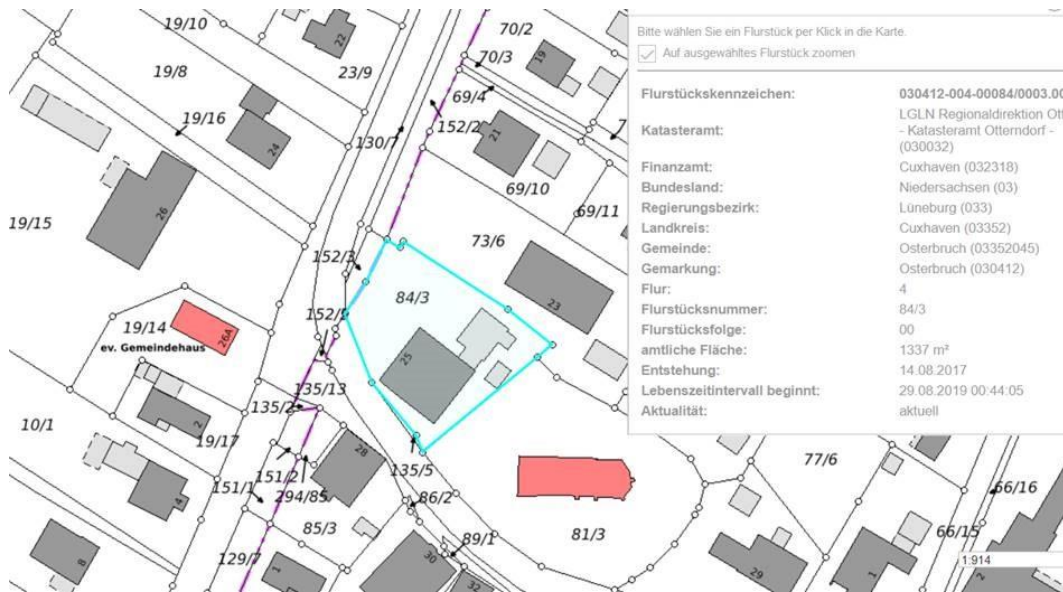 Bitte wählen Sie ein Flurstück per Klick in die Karte.
Auf ausgewähltes Flurstück zoomen
Flurstückskennzeichen: 030412-004-00084/0003.00
LGLN Regionaldirektion Ott
Katasteramt: - Katasteramt Otterndorf -
(030032)
Finanzamt: Cuxhaven (032318)
Bundesland: Niedersachsen (03)
Regierungsbezirk: Lüneburg (033)
Landkreis: Cuxhaven (03352)
Gemeinde: Osterbruch (03352045)
Gemarkung: Osterbruch (030412)
Flur: 4
Flurstücksnummer: 84/3
Flurstücksfolge: 00
amtliche Fläche: 1337 m²
Entstehung: 14.08.2017
Lebenszeitintervall beginnt: 29.08.2019 00:44:05
Aktualität: aktuell
19/10
22
70/2
70/3
19
19/8
23/9
69/4
19/16
130/7
152/2
21
24
69/10
69/11
26
19/15
73/6
152/3
84/3
23
19/14
26A
ev. Gemeindehaus
25
135/13
135/2
10/1
2
19/17
28
151/2
135/5
77/6
66/16
4
151/1
294/85
86/2
85/3
81/3
66/15
129/7
89/1
8
1
30
32
29
1
2
1:914